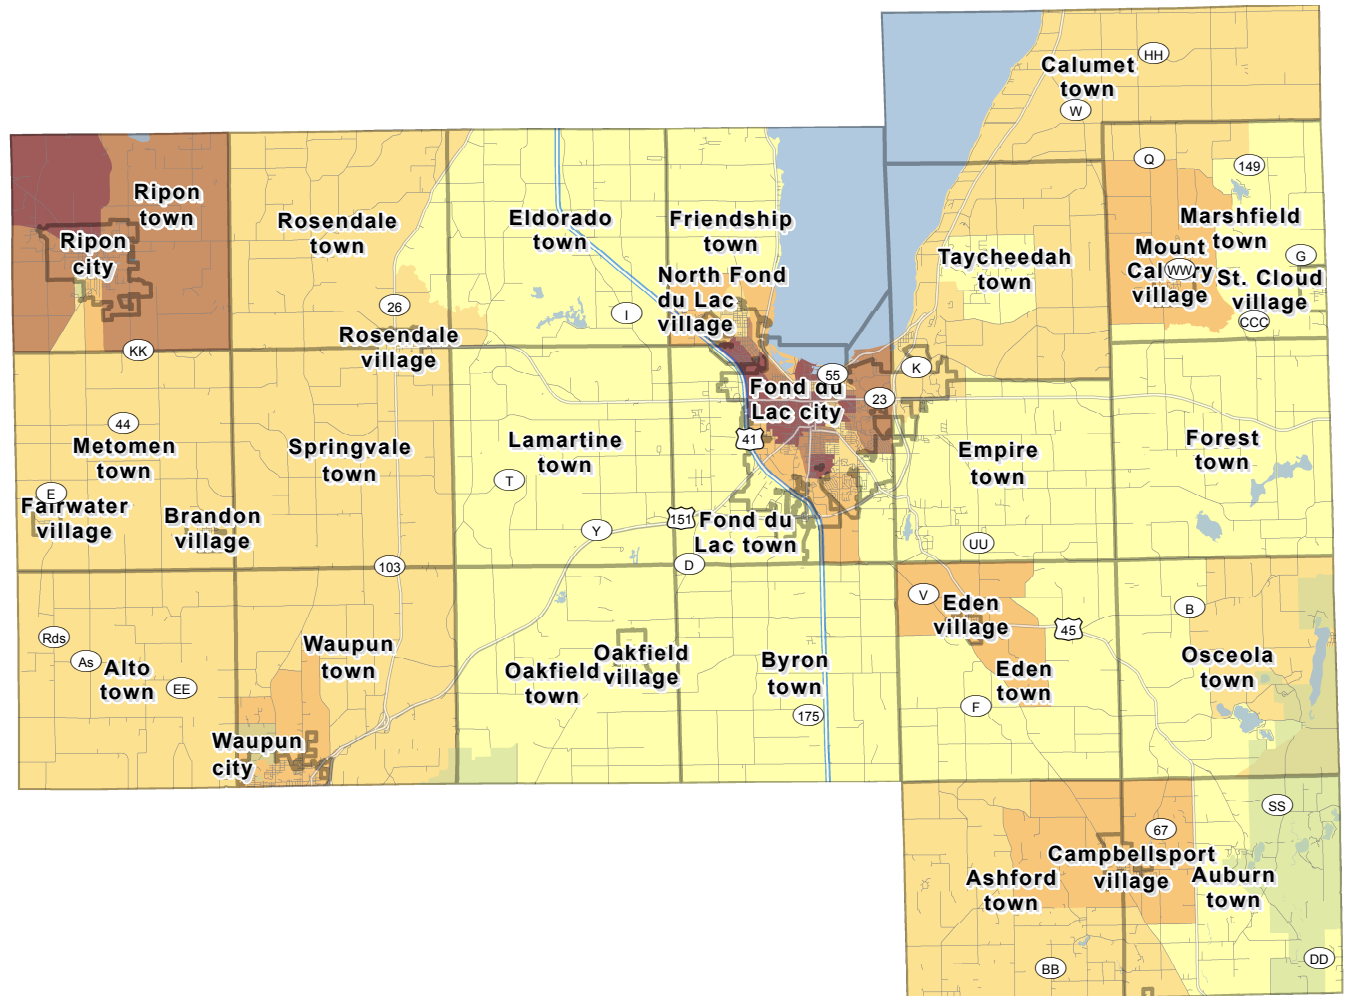 HH
Calumet
town
W
Q
149
Ripon
town
Ripon
city
Rosendale
town
Eldorado
town
Friendship
town
Marshfield
town
Mount
Calvary
village
WW
G
St. Cloud
village
CCC
Taycheedah
town
North Fond
du Lac
village
I
26
Rosendale
village
KK
55
K
Fond du
Lac city
23
41
44
Metomen
town
Springvale
town
Lamartine
town
T
Empire
town
Forest
town
E
Fairwater
village
Brandon
village
Y
151
Fond du
Lac town
D
UU
103
V
Eden
village
45
B
Rds
As
Alto
town
EE
Waupun
town
Oakfield
town
Oakfield
village
Byron
town
175
Eden
town
F
Osceola
town
Waupun
city
SS
67
Campbellsport
village
Ashford
town
Auburn
town
BB
DD